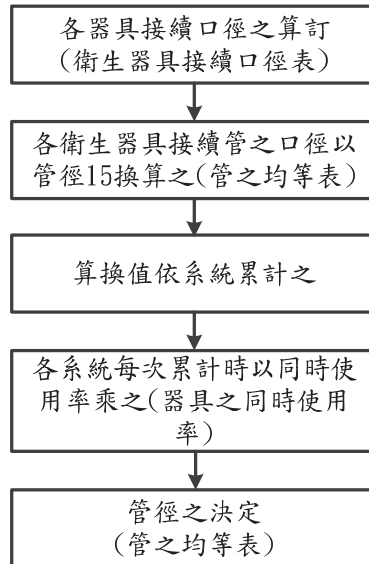 各器具接續口徑之算訂
(衛生器具接續口徑表)
各衛生器具接續管之口徑以
管徑15換算之(管之均等表)
算換值依系統累計之
各系統每次累計時以同時使
用率乘之(器具之同時使用
率)
管徑之決定
(管之均等表)